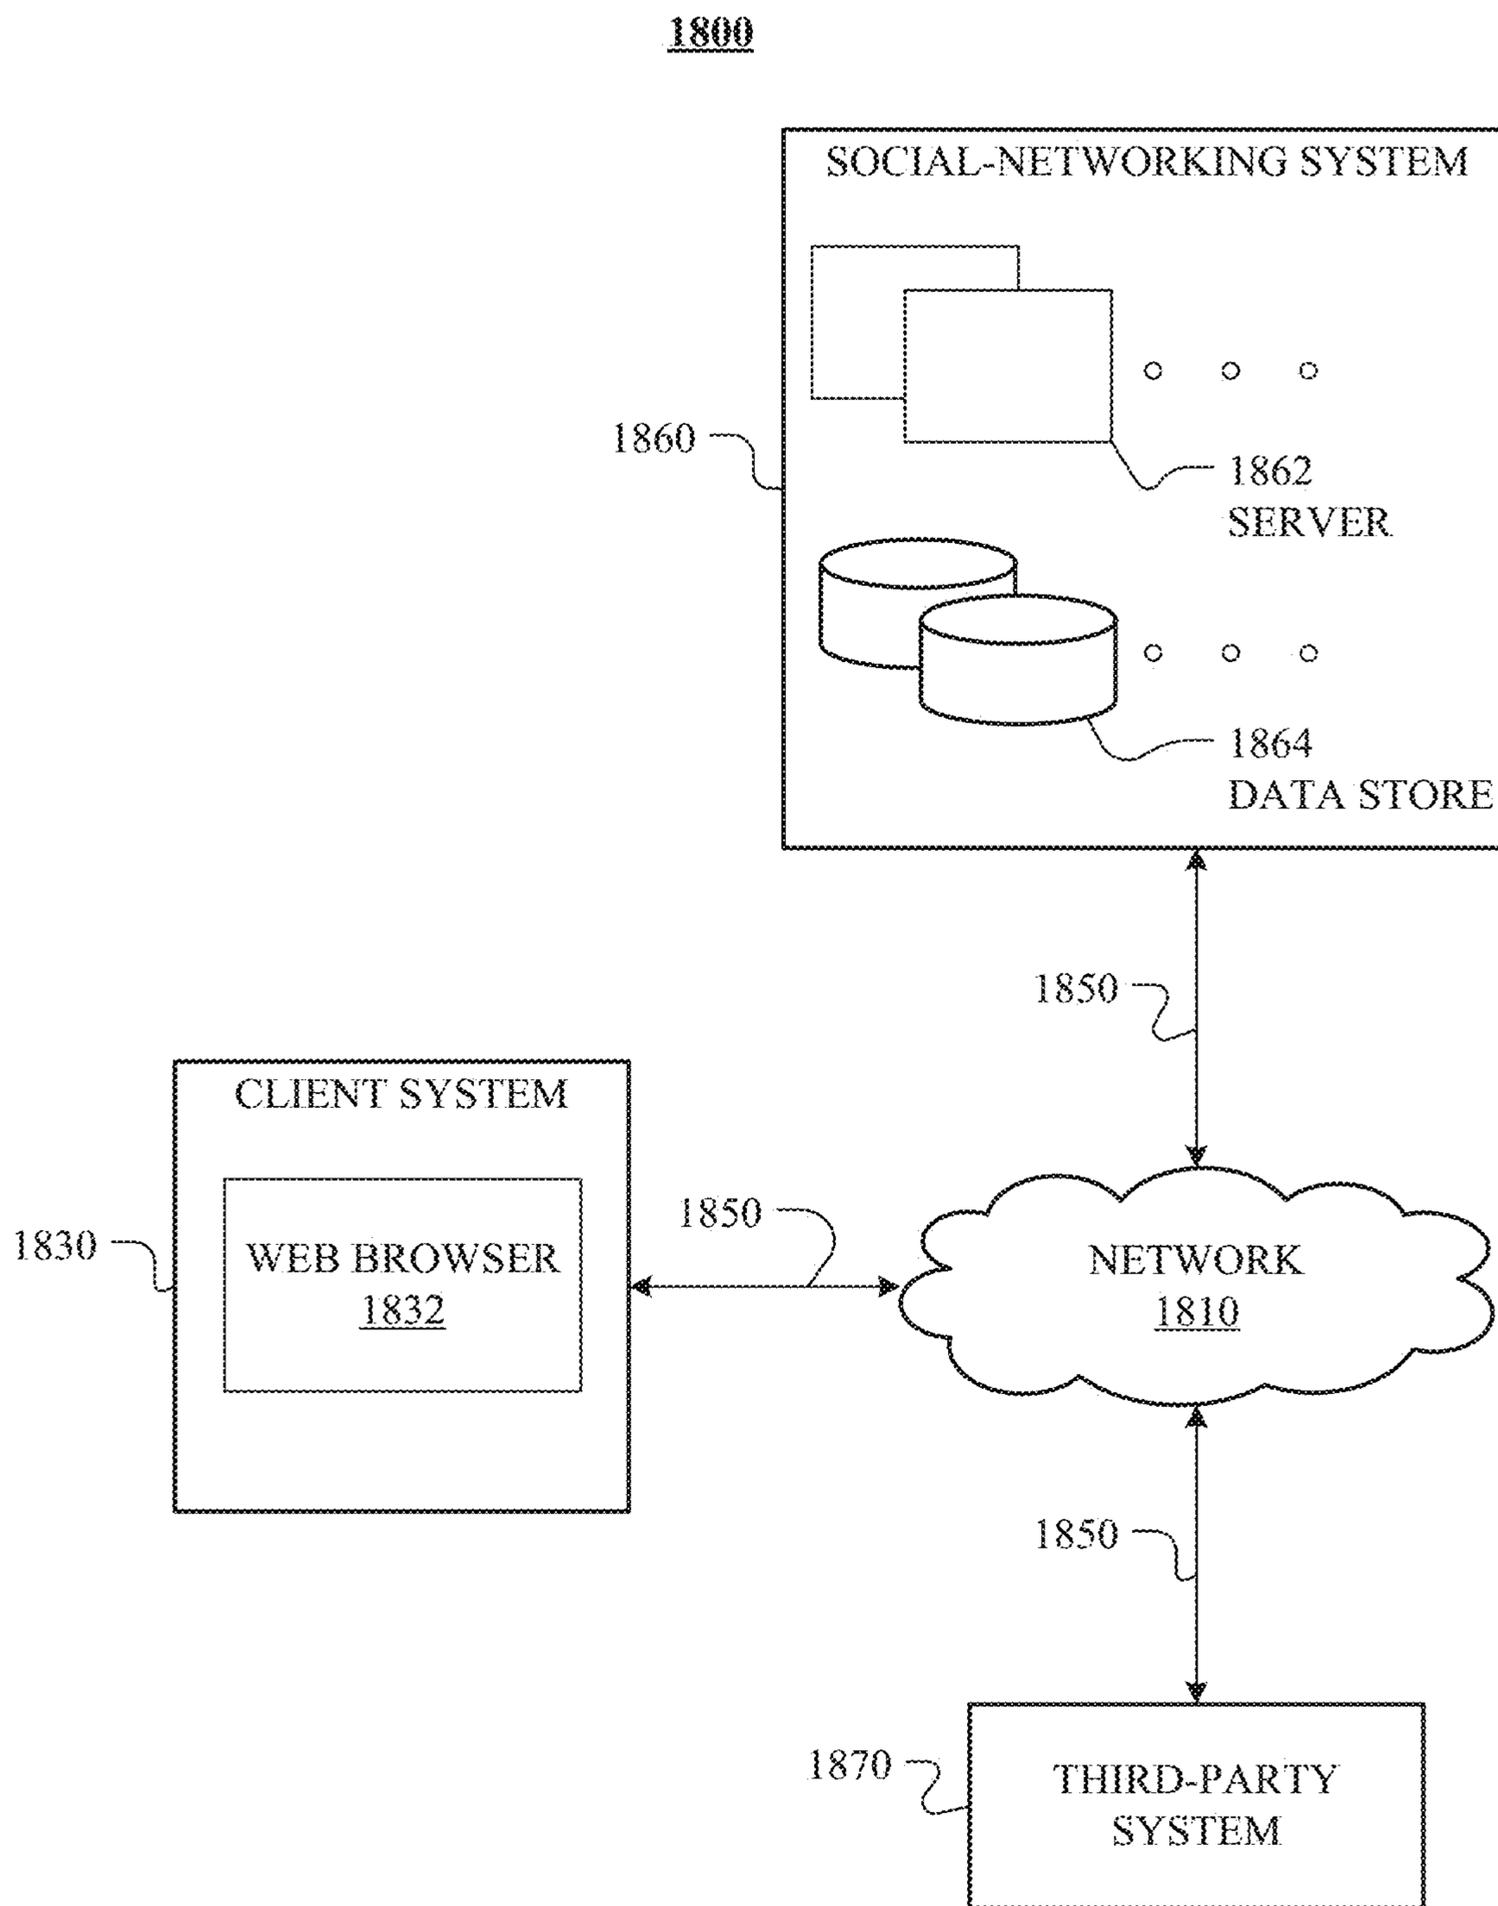 1800
SOCIAL-NETWORKING SYSTEM
1860
1862
SERVER
1864
DATA STORE
1850
CLIENT SYSTEM
1830
WEB BROWSER
1832
1850
NETWORK
1810
1850
1870
THIRD-PARTY
SYSTEM